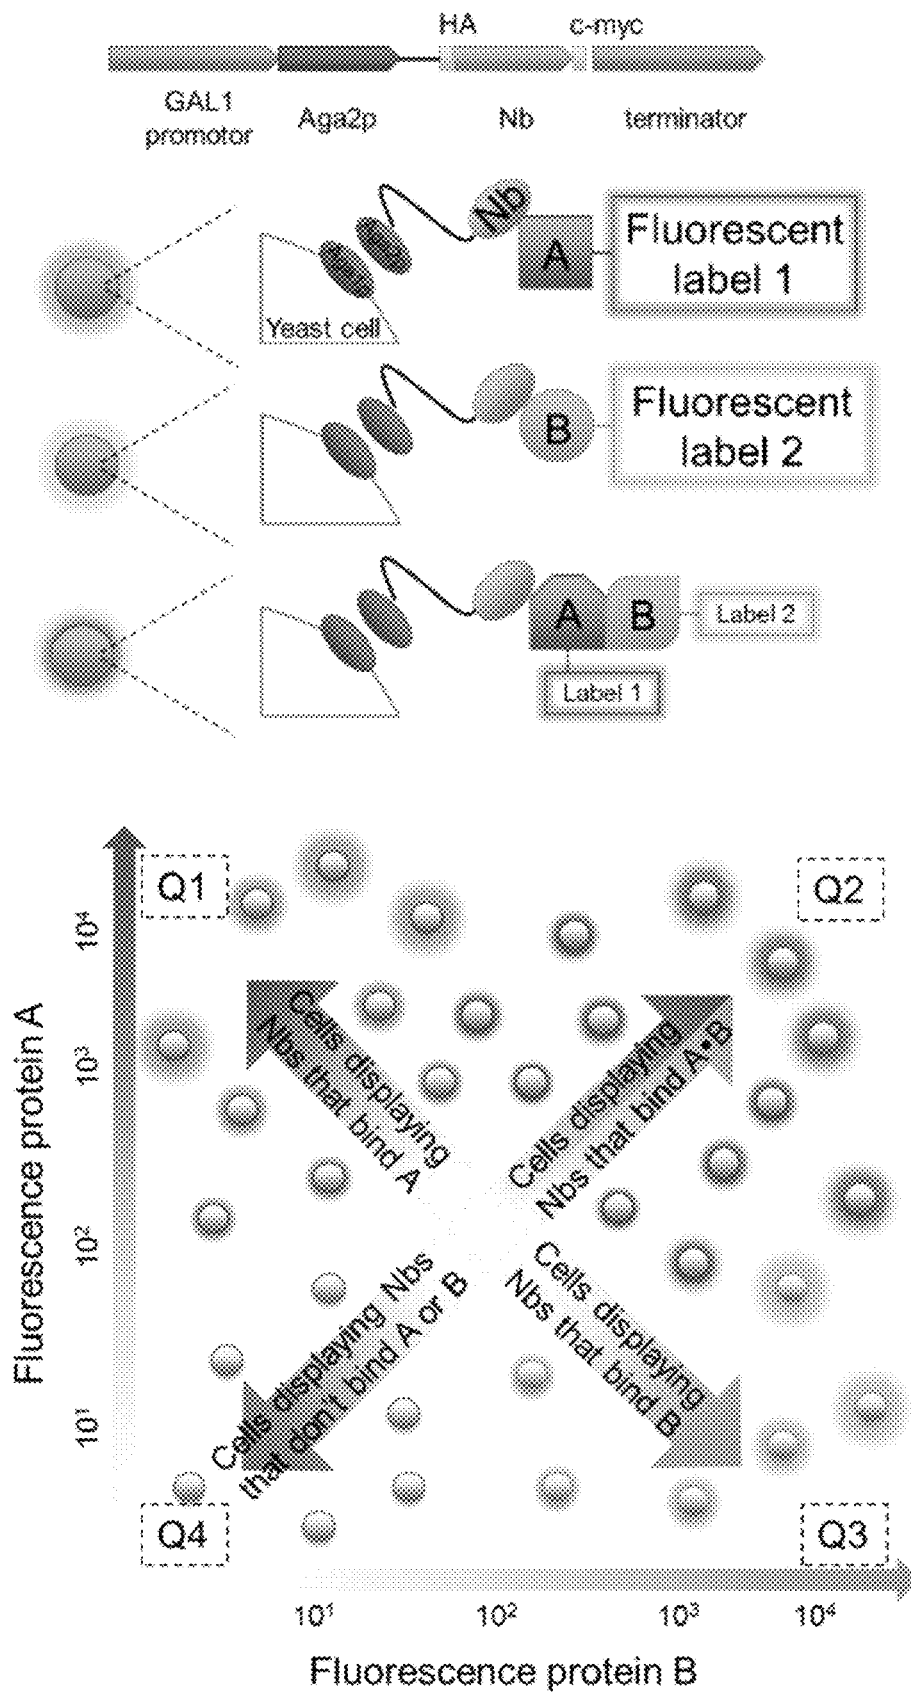 HA c-myc
GAL1
promotor
Aga2p
Nb
terminator
Nb
A
Fluorescent
label 1
Yeast cell
B
Fluorescent
label 2
A
B
Label 2
Label 1
Q1
Q2
Fluorescence protein A
10⁴
10³
10²
10¹
Cells displaying
Nbs that bind A
Cells displaying
Nbs that bind A•B
Cells displaying Nbs
that don't bind A or B
Cells displaying
Nbs that bind B
Q4
Q3
10¹ 10² 10³ 10⁴
Fluorescence protein B